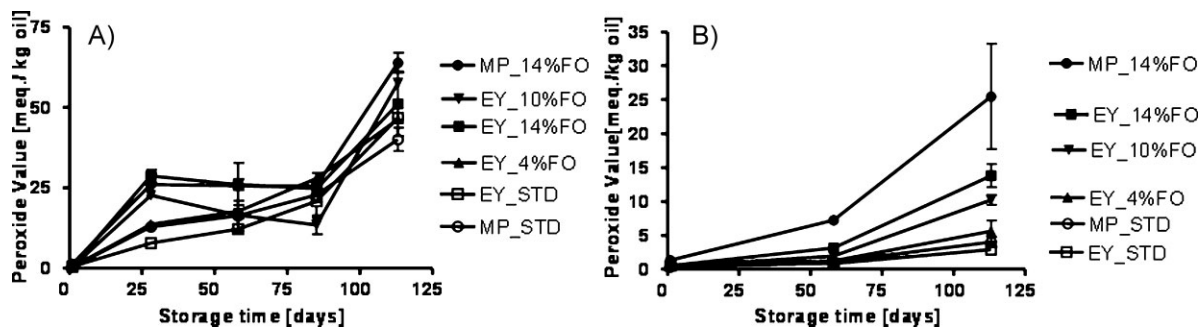 A)
Peroxide Value [meq./ kg oil]
75
50
25
0
0 25 50 75 100 125
Storage time [days]
MP_14%FO
EY_10%FO
EY_14%FO
EY_4%FO
EY_STD
MP_STD
B)
Peroxide Value[meq./kg oil]
35
30
25
20
15
10
5
0
0 25 50 75 100 125
Storage time [days]
MP_14%FO
EY_14%FO
EY_10%FO
EY_4%FO
MP_STD
EY_STD